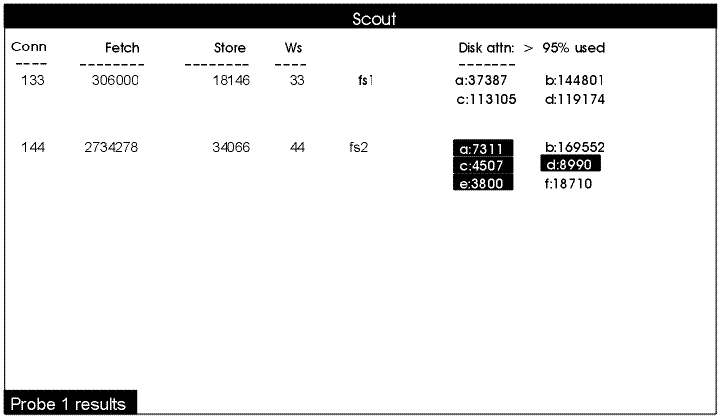 Scout
Conn Fetch Store Ws Disk attn: > 95% used
---- -------- -------- ---- -------
133 306000 18146 33 fs1 a:37387 b:144801
c:113105 d:119174
144 2734278 34066 44 fs2 a:7311 b:169552
c:4507 d:8990
e:3800 f:18710
Probe 1 results